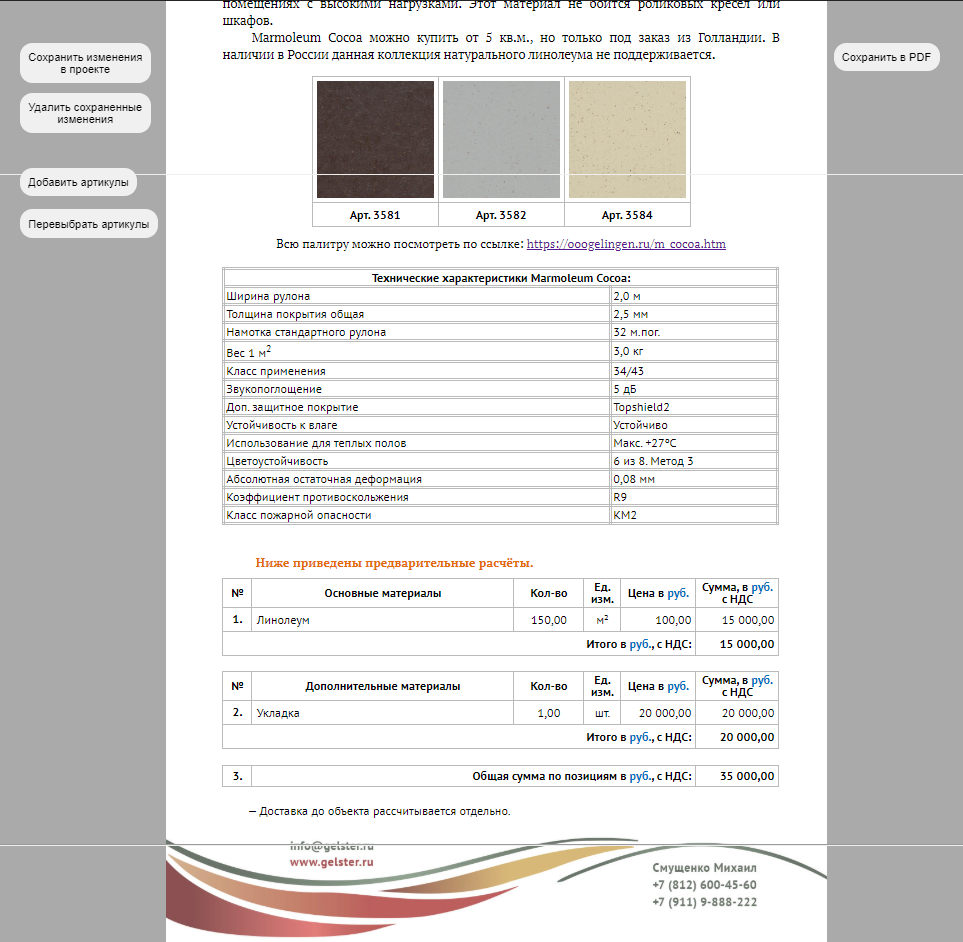 помещениях с высокими нагрузками. Этот материал не боится роликовых кресел или
шкафов.
Marmoleum Cocoa можно купить от 5 кв.м., но только под заказ из Голландии. В
наличии в России данная коллекция натурального линолеума не поддерживается.
Сохранить изменения
в проекте
Удалить сохраненные
изменения
Добавить артикулы
Перевыбрать артикулы
Сохранить в PDF
Арт. 3581 Арт. 3582 Арт. 3584
Всю палитру можно посмотреть по ссылке: https://ooogelingen.ru/m_cocoa.htm
Технические характеристики Marmoleum Cocoa:
Ширина рулона 2,0 м
Толщина покрытия общая 2,5 мм
Намотка стандартного рулона 32 м.пог.
Вес 1 м² 3,0 кг
Класс применения 34/43
Звукопоглощение 5 дБ
Доп. защитное покрытие Topshield2
Устойчивость к влаге Устойчиво
Использование для теплых полов Макс. +27°C
Цветоустойчивость 6 из 8. Метод 3
Абсолютная остаточная деформация 0,08 мм
Коэффициент противоскольжения R9
Класс пожарной опасности КМ2
Ниже приведены предварительные расчёты.
№ Основные материалы Кол-во Ед. изм. Цена в руб. Сумма, в руб. с НДС
1. Линолеум 150,00 м² 100,00 15 000,00
Итого в руб., с НДС: 15 000,00
№ Дополнительные материалы Кол-во Ед. изм. Цена в руб. Сумма, в руб. с НДС
2. Укладка 1,00 шт. 20 000,00 20 000,00
Итого в руб., с НДС: 20 000,00
3. Общая сумма по позициям в руб., с НДС: 35 000,00
— Доставка до объекта рассчитывается отдельно.
info@gelster.ru
www.gelster.ru
Смущенко Михаил
+7 (812) 600-45-60
+7 (911) 9-888-222